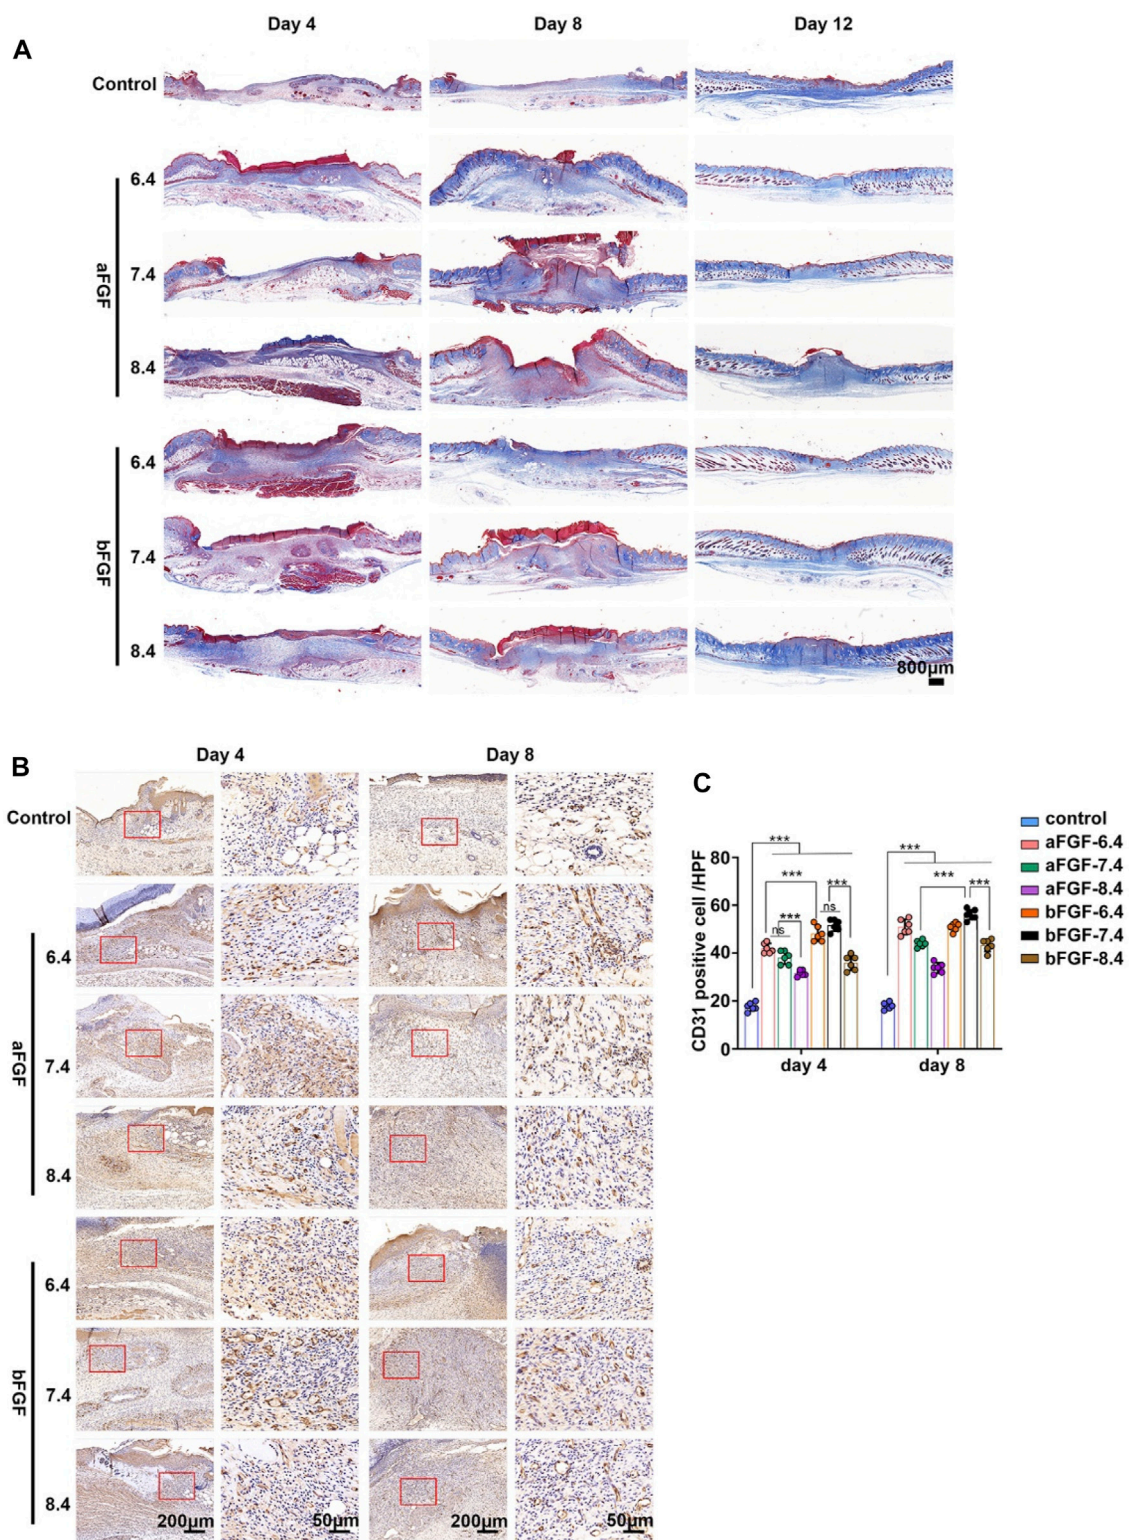 A
Day 4
Day 8
Day 12
Control
aFGF
6.4
7.4
8.4
bFGF
6.4
7.4
8.4
800μm
B
Day 4
Day 8
Control
aFGF
6.4
7.4
8.4
bFGF
6.4
7.4
8.4
200μm
50μm
200μm
50μm
C
CD31 positive cell /HPF
80
60
40
20
0
***
***
ns
***
ns
***
***
***
***
day 4
day 8
control
aFGF-6.4
aFGF-7.4
aFGF-8.4
bFGF-6.4
bFGF-7.4
bFGF-8.4